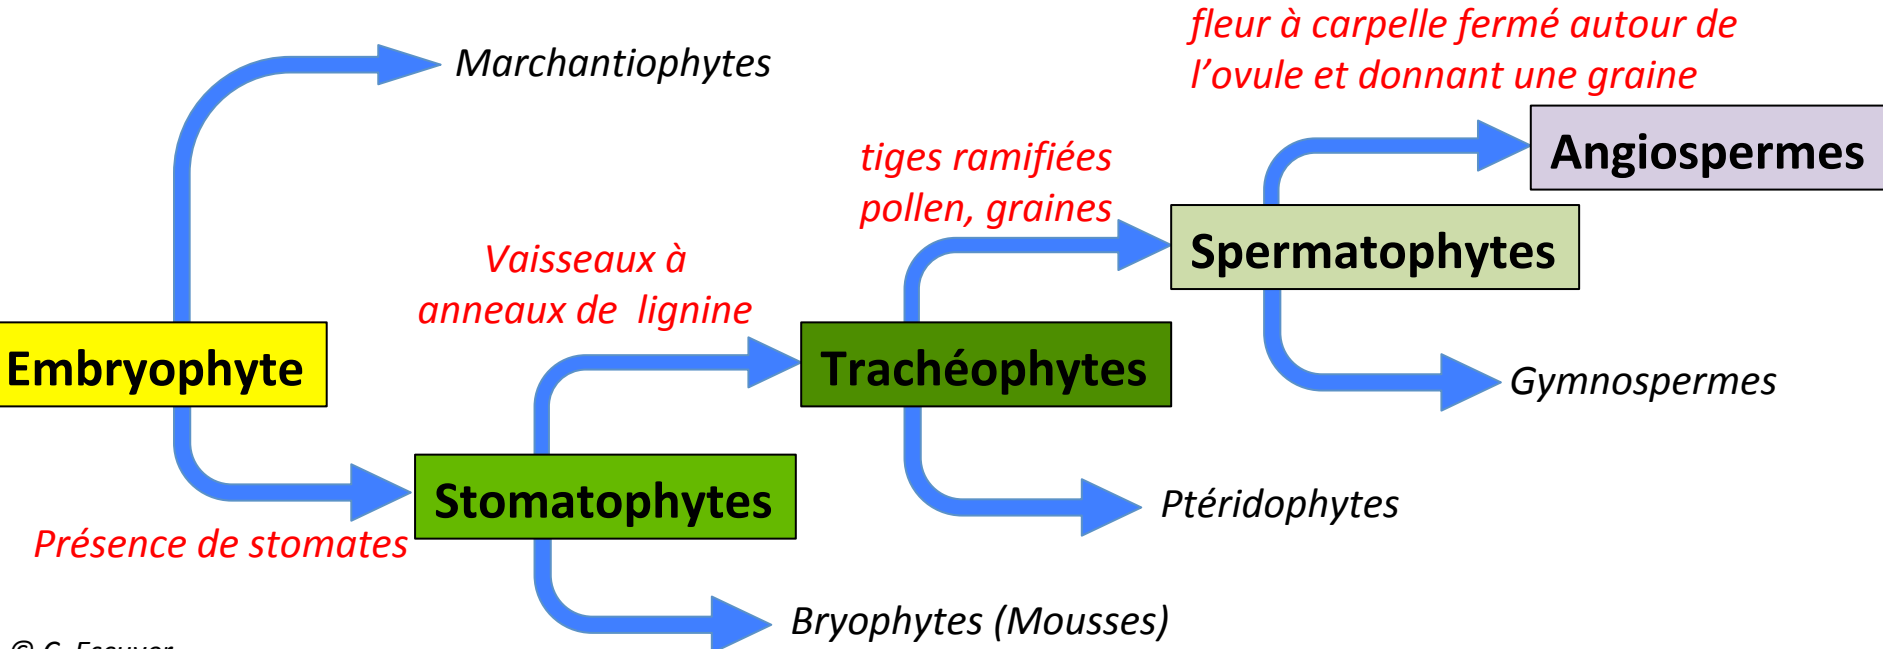 fleur à carpelle fermé autour de
l’ovule et donnant une graine
Marchantiophytes
Angiospermes
tiges ramifiées
pollen, graines
Spermatophytes
Vaisseaux à
anneaux de lignine
Embryophyte
Trachéophytes
Gymnospermes
Stomatophytes
Ptéridophytes
Présence de stomates
Bryophytes (Mousses)